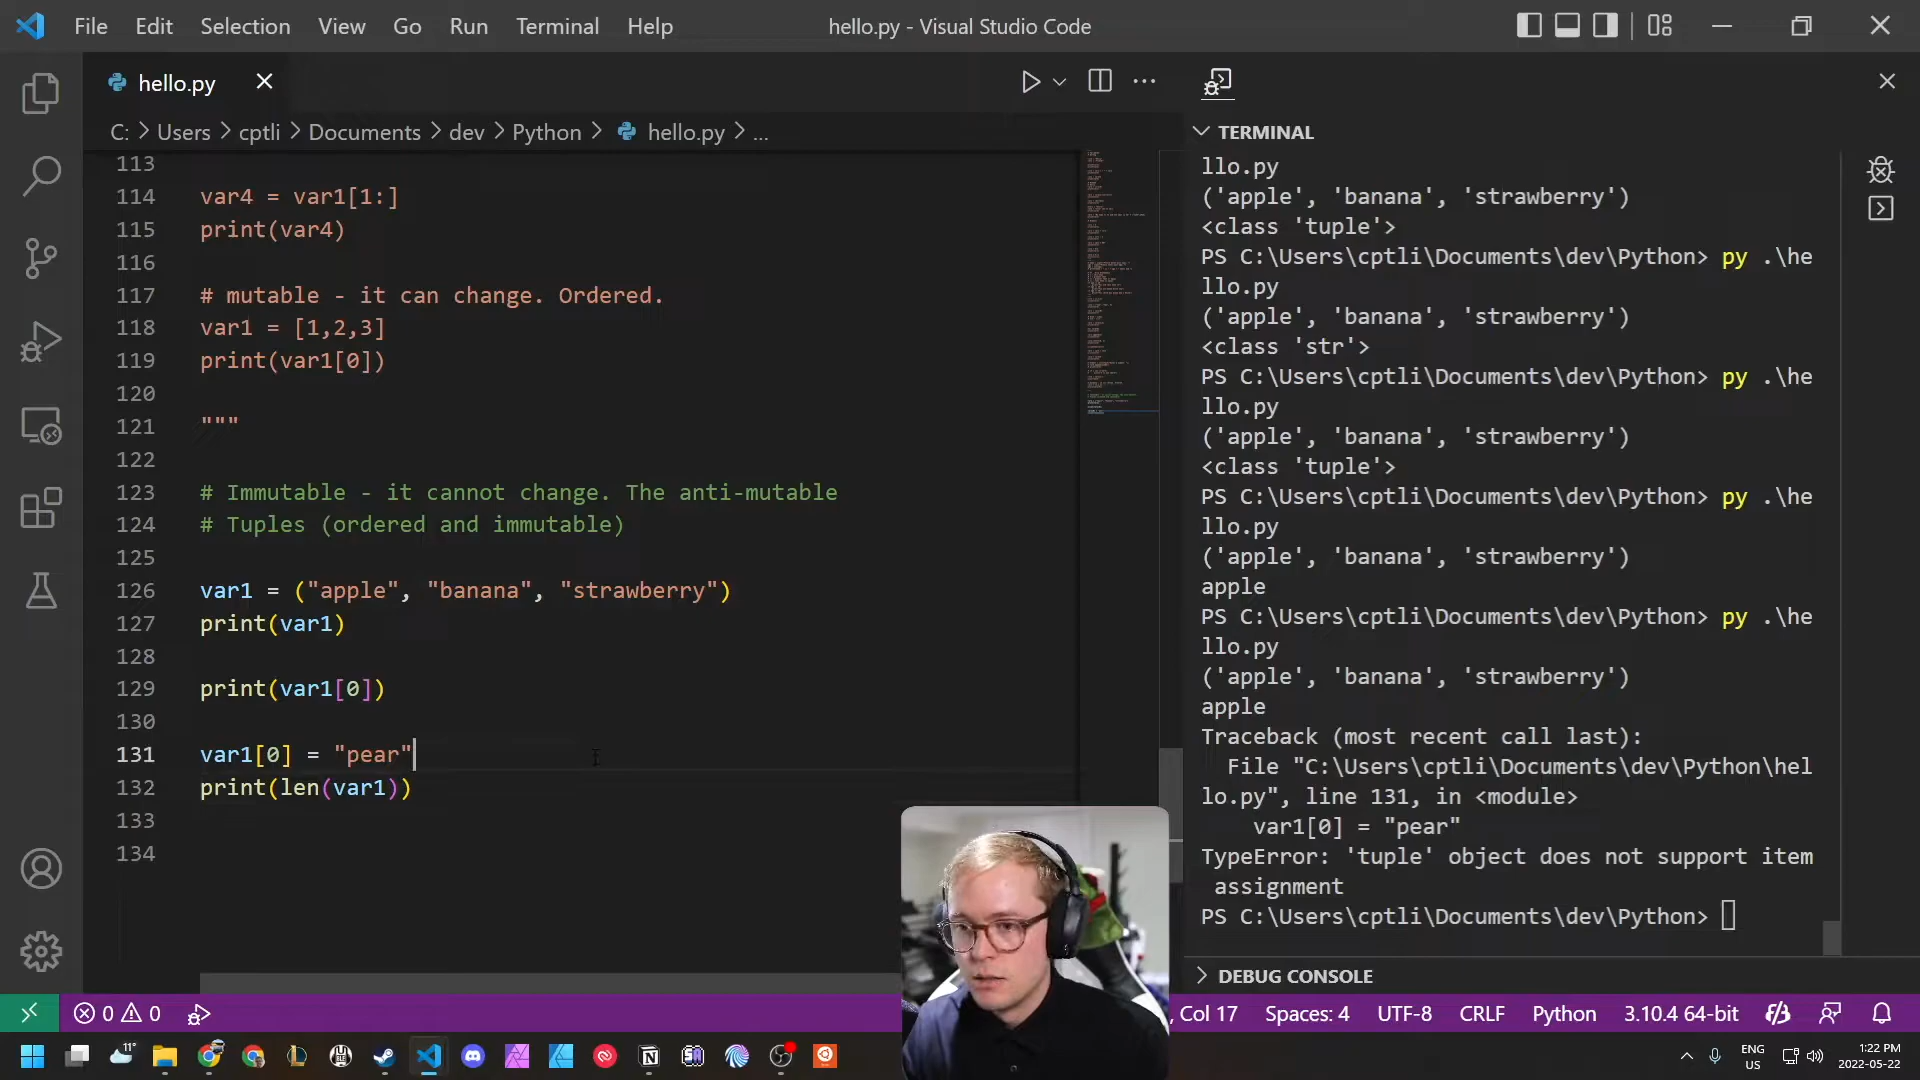 File Edit Selection View Go Run Terminal Help
hello.py - Visual Studio Code
hello.py
C: > Users > cptli > Documents > dev > Python > hello.py > ...
113
114 var4 = var1[1:]
115 print(var4)
116
117 # mutable - it can change. Ordered.
118 var1 = [1,2,3]
119 print(var1[0])
120
121 """
122
123 # Immutable - it cannot change. The anti-mutable
124 # Tuples (ordered and immutable)
125
126 var1 = ("apple", "banana", "strawberry")
127 print(var1)
128
129 print(var1[0])
130
131 var1[0] = "pear"
132 print(len(var1))
133
134
TERMINAL
llo.py
('apple', 'banana', 'strawberry')
<class 'tuple'>
PS C:\Users\cptli\Documents\dev\Python> py .\he
llo.py
('apple', 'banana', 'strawberry')
<class 'str'>
PS C:\Users\cptli\Documents\dev\Python> py .\he
llo.py
('apple', 'banana', 'strawberry')
<class 'tuple'>
PS C:\Users\cptli\Documents\dev\Python> py .\he
llo.py
('apple', 'banana', 'strawberry')
apple
PS C:\Users\cptli\Documents\dev\Python> py .\he
llo.py
('apple', 'banana', 'strawberry')
apple
Traceback (most recent call last):
File "C:\Users\cptli\Documents\dev\Python\hel
lo.py", line 131, in <module>
var1[0] = "pear"
TypeError: 'tuple' object does not support item
assignment
PS C:\Users\cptli\Documents\dev\Python>
DEBUG CONSOLE
0 0
, Col 17 Spaces: 4 UTF-8 CRLF Python 3.10.4 64-bit
11°
ENG
US
1:22 PM
2022-05-22